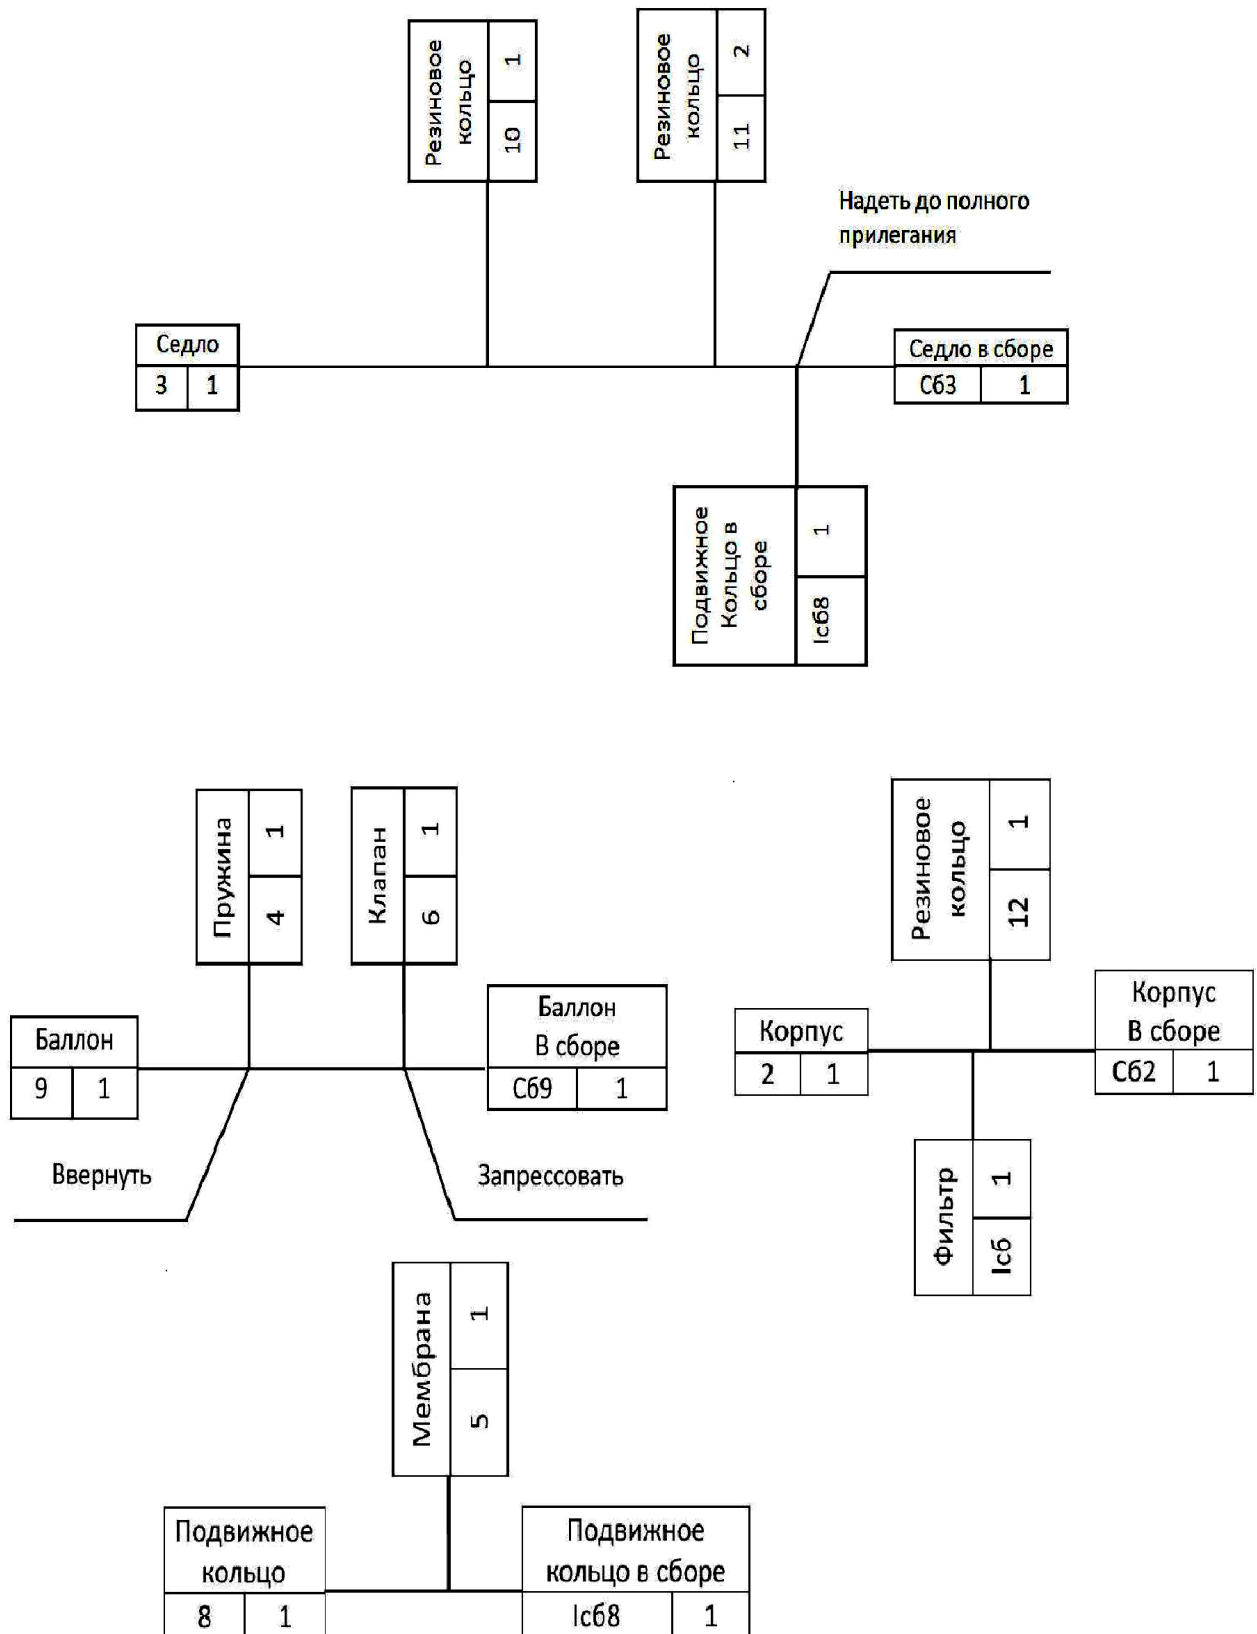 Резиновое
кольцо
10
1
Резиновое
кольцо
11
2
Надеть до полного
прилегания
Седло
3 1
Седло в сборе
Сб3 1
Подвижное
Кольцо в
сборе
Iсб8
1
Пружина
4
1
Клапан
6
1
Баллон
9 1
Баллон
В сборе
Сб9 1
Ввернуть
Запрессовать
Резиновое
кольцо
12
1
Корпус
2 1
Корпус
В сборе
Сб2 1
Фильтр
Iсб
1
Мембрана
5
1
Подвижное
кольцо
8 1
Подвижное
кольцо в сборе
Iсб8 1